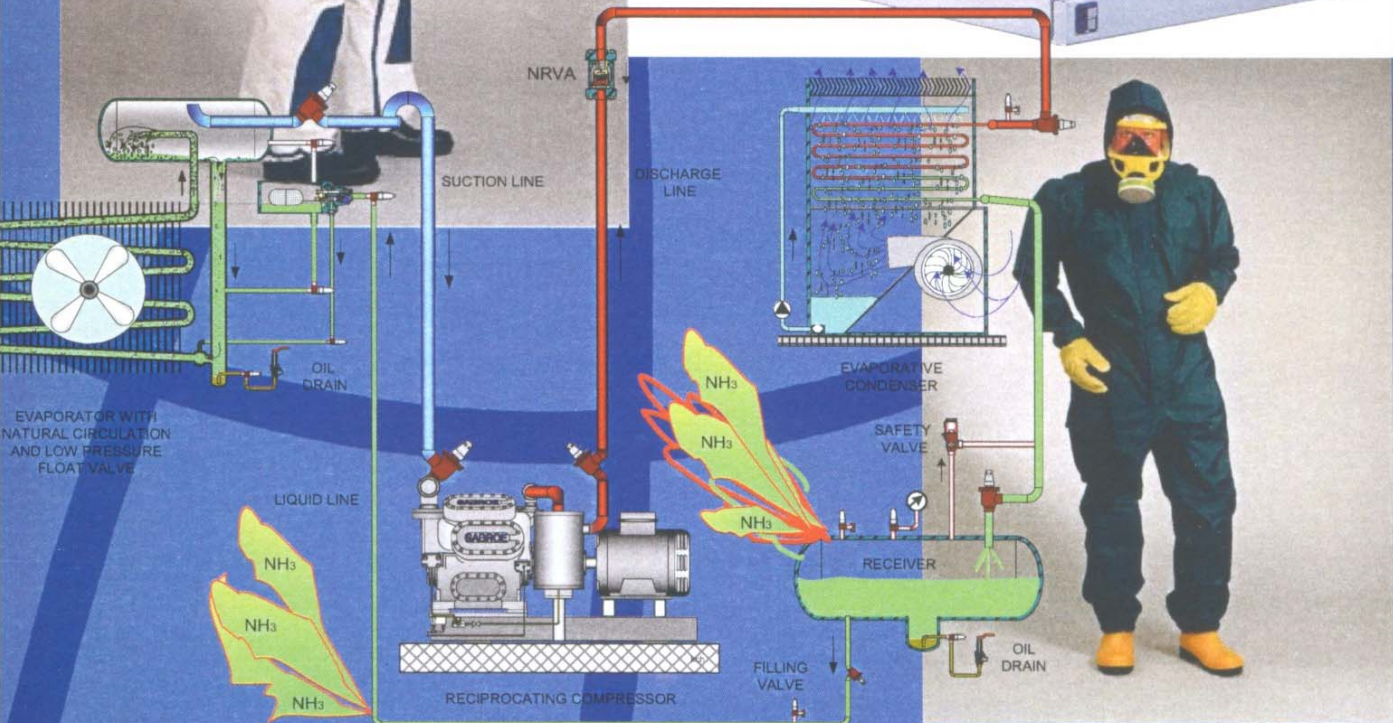 NRVA
SUCTION LINE
DISCHARGE
LINE
OIL
DRAIN
EVAPORATIVE
CONDENSER
EVAPORATOR WITH
NATURAL CIRCULATION
AND LOW PRESSURE
FLOAT VALVE
NH₃
NH₃
NH₃
SAFETY
VALVE
LIQUID LINE
SABROE
RECEIVER
NH₃
NH₃
NH₃
FILLING
VALVE
OIL
DRAIN
RECIPROCATING COMPRESSOR